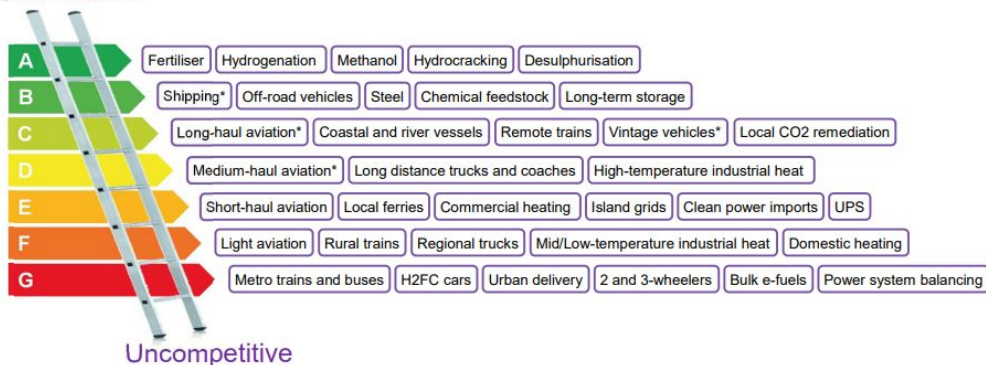 A Fertiliser Hydrogenation Methanol Hydrocracking Desulphurisation
B Shipping* Off-road vehicles Steel Chemical feedstock Long-term storage
C Long-haul aviation* Coastal and river vessels Remote trains Vintage vehicles* Local CO2 remediation
D Medium-haul aviation* Long distance trucks and coaches High-temperature industrial heat
E Short-haul aviation Local ferries Commercial heating Island grids Clean power imports UPS
F Light aviation Rural trains Regional trucks Mid/Low-temperature industrial heat Domestic heating
G Metro trains and buses H2FC cars Urban delivery 2 and 3-wheelers Bulk e-fuels Power system balancing
Uncompetitive